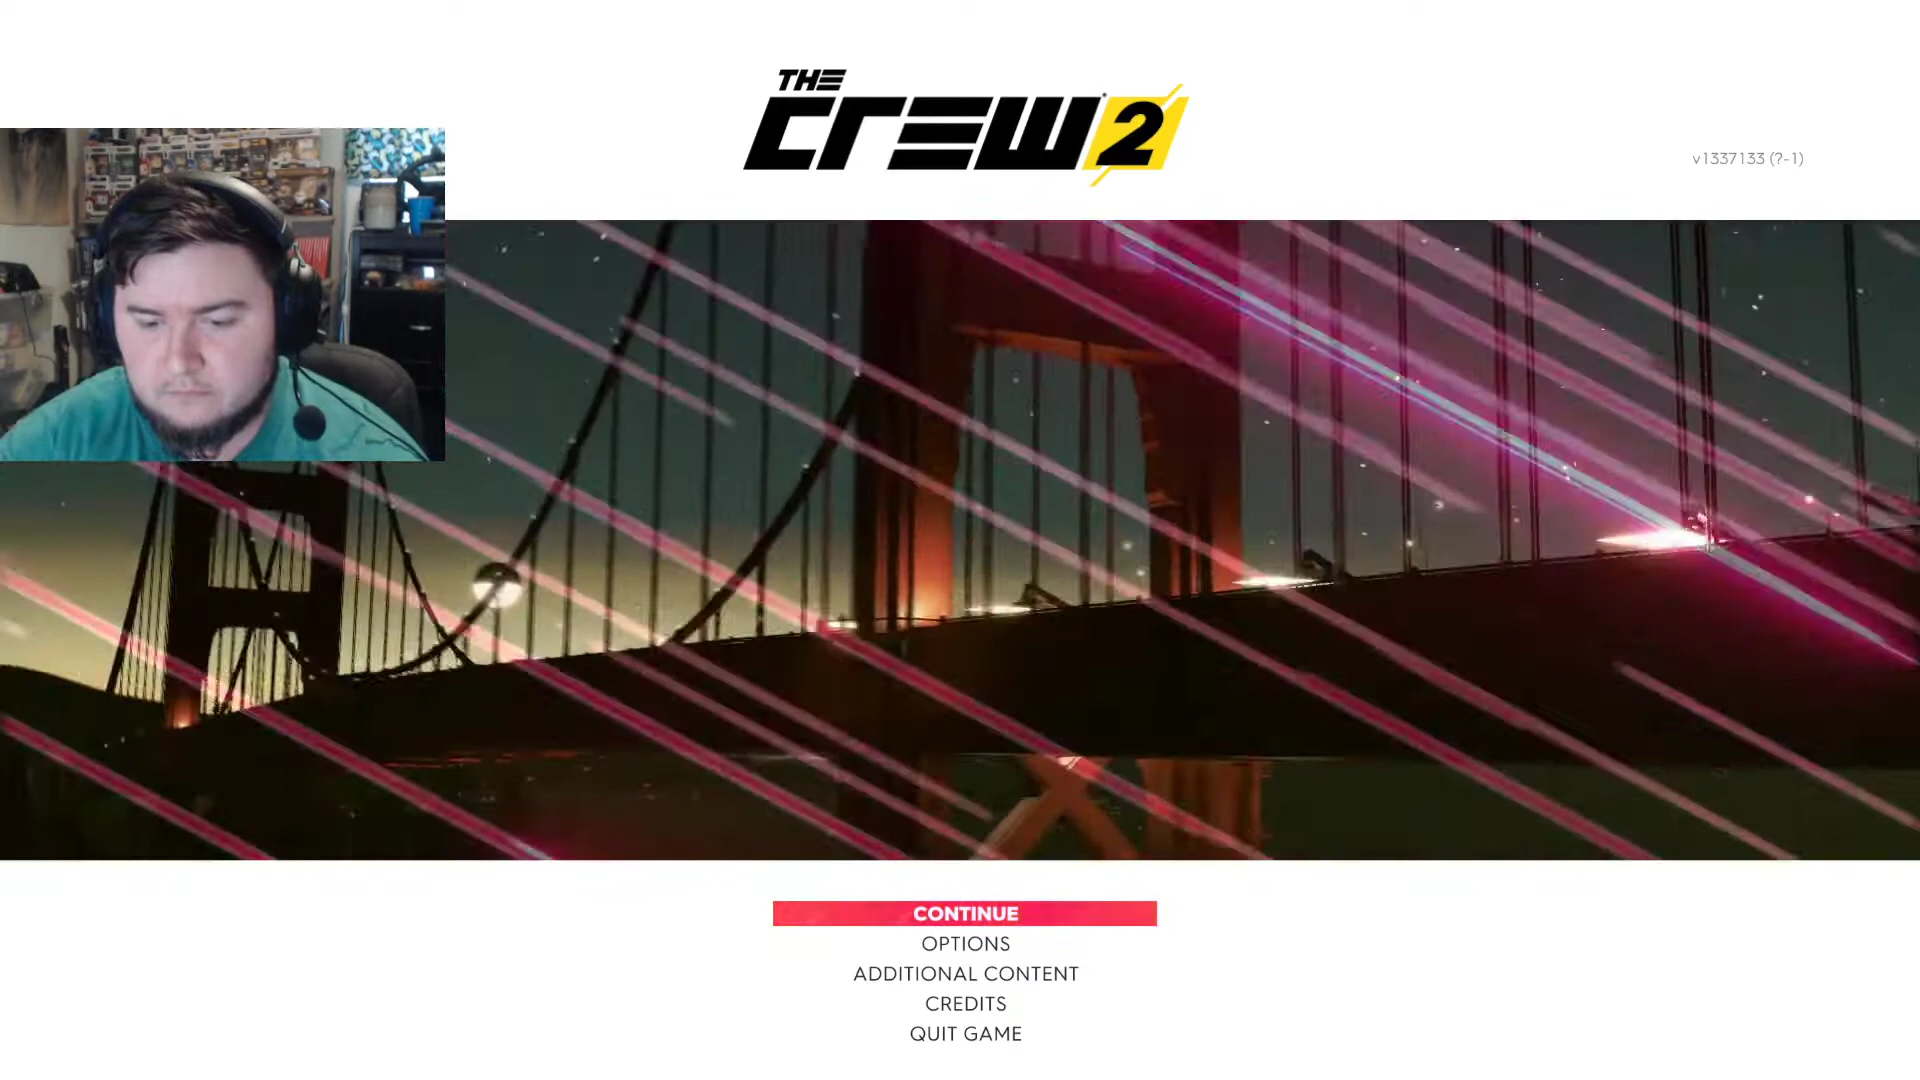 THE
CREW 2
v1337133 (?-1)
CONTINUE
OPTIONS
ADDITIONAL CONTENT
CREDITS
QUIT GAME